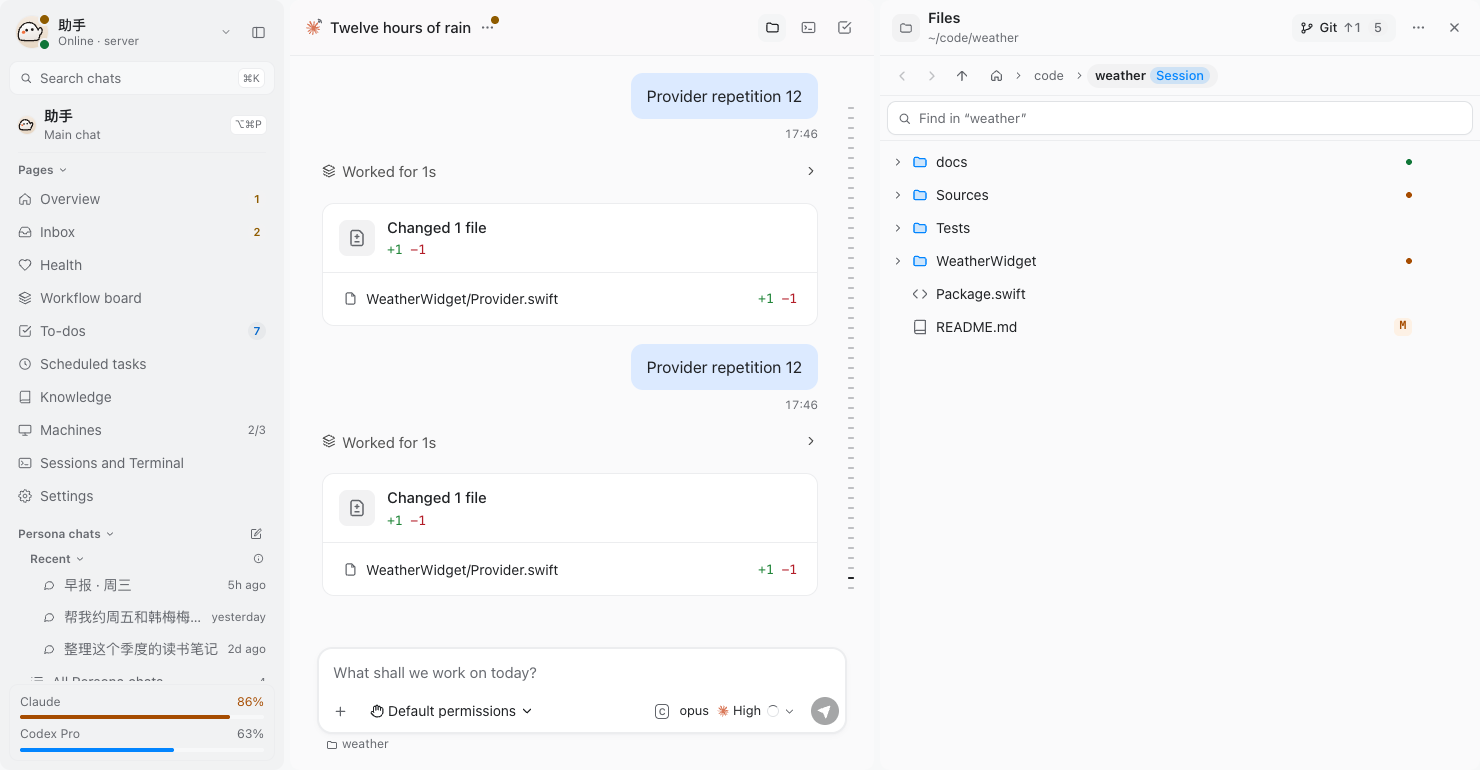 助手
Online · server
Search chats
⌘K
助手
Main chat
⌥⌘P
Pages
Overview
1
Inbox
2
Health
Workflow board
To-dos
7
Scheduled tasks
Knowledge
Machines
2/3
Sessions and Terminal
Settings
Persona chats
Recent
早报 · 周三
5h ago
帮我约周五和韩梅梅…
yesterday
整理这个季度的读书笔记
2d ago
All Persona chats
4
Claude
86%
Codex Pro
63%
Twelve hours of rain
Provider repetition 12
17:46
Worked for 1s
Changed 1 file
+1 −1
WeatherWidget/Provider.swift
+1 −1
Provider repetition 12
17:46
Worked for 1s
Changed 1 file
+1 −1
WeatherWidget/Provider.swift
+1 −1
What shall we work on today?
Default permissions
C
opus
High
weather
Files
~/code/weather
Git ↑1 5
code
weather Session
Find in “weather”
docs
Sources
Tests
WeatherWidget
Package.swift
README.md
M